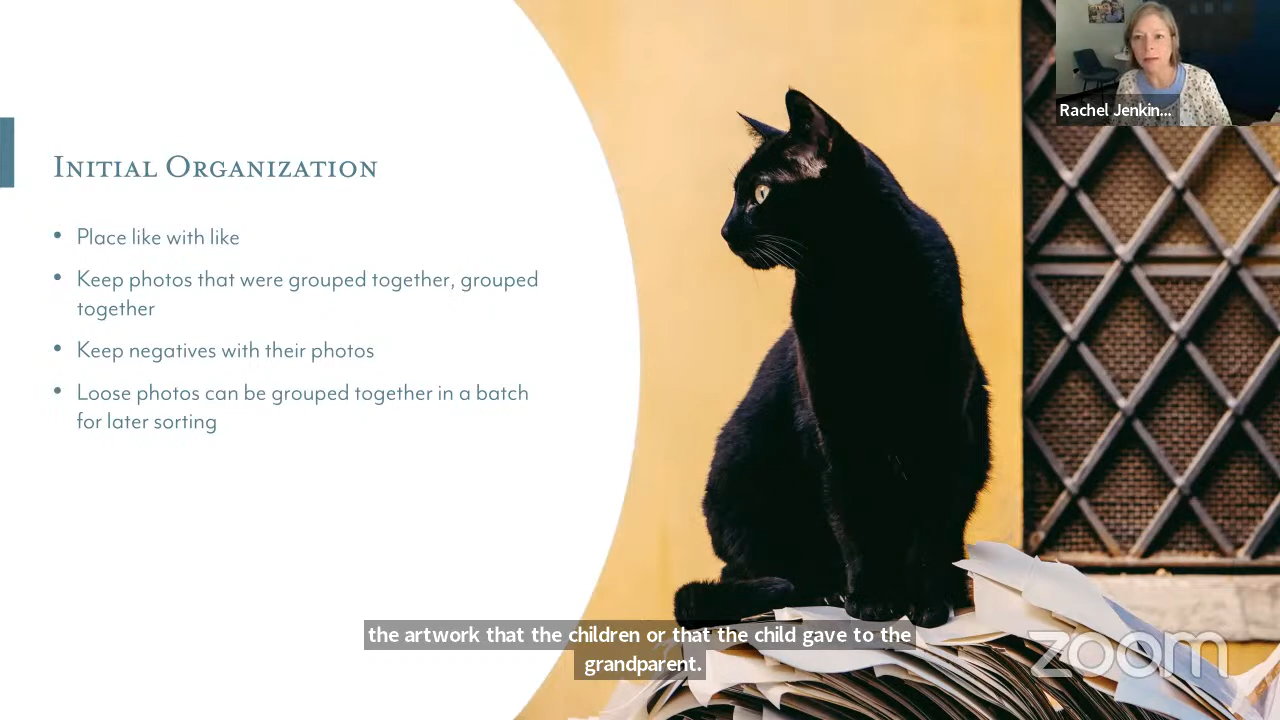 Rachel Jenkin...
INITIAL ORGANIZATION
• Place like with like
• Keep photos that were grouped together, grouped
together
• Keep negatives with their photos
• Loose photos can be grouped together in a batch
for later sorting
the artwork that the children or that the child gave to the
grandparent.
zoom